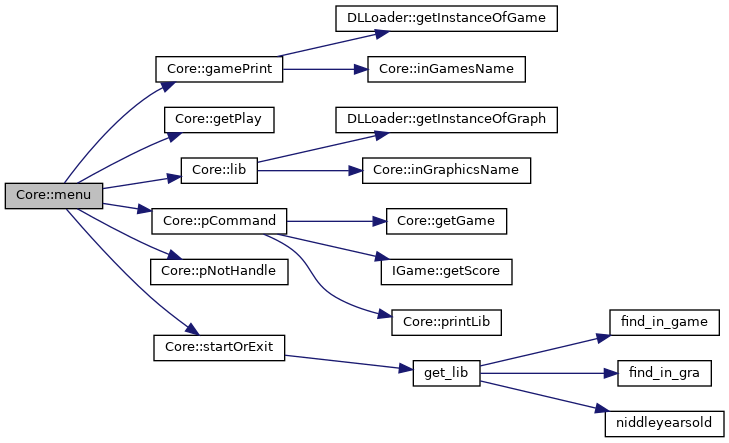 DLLoader::getInstanceOfGame
Core::gamePrint
Core::inGamesName
Core::getPlay
DLLoader::getInstanceOfGraph
Core::lib
Core::inGraphicsName
Core::menu
Core::pCommand
Core::getGame
Core::pNotHandle
IGame::getScore
Core::printLib
Core::startOrExit
find_in_game
get_lib
find_in_gra
niddleyearsold